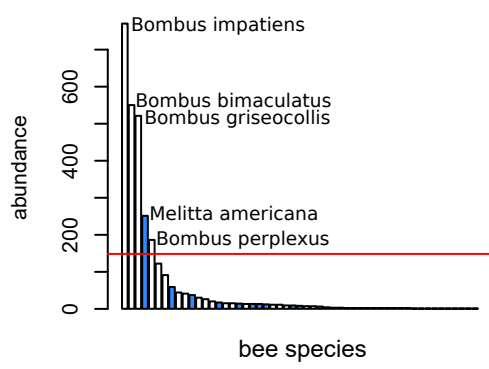 Bombus impatiens
Bombus bimaculatus
Bombus griseocollis
Melitta americana
Bombus perplexus
abundance
600
400
200
0
bee species